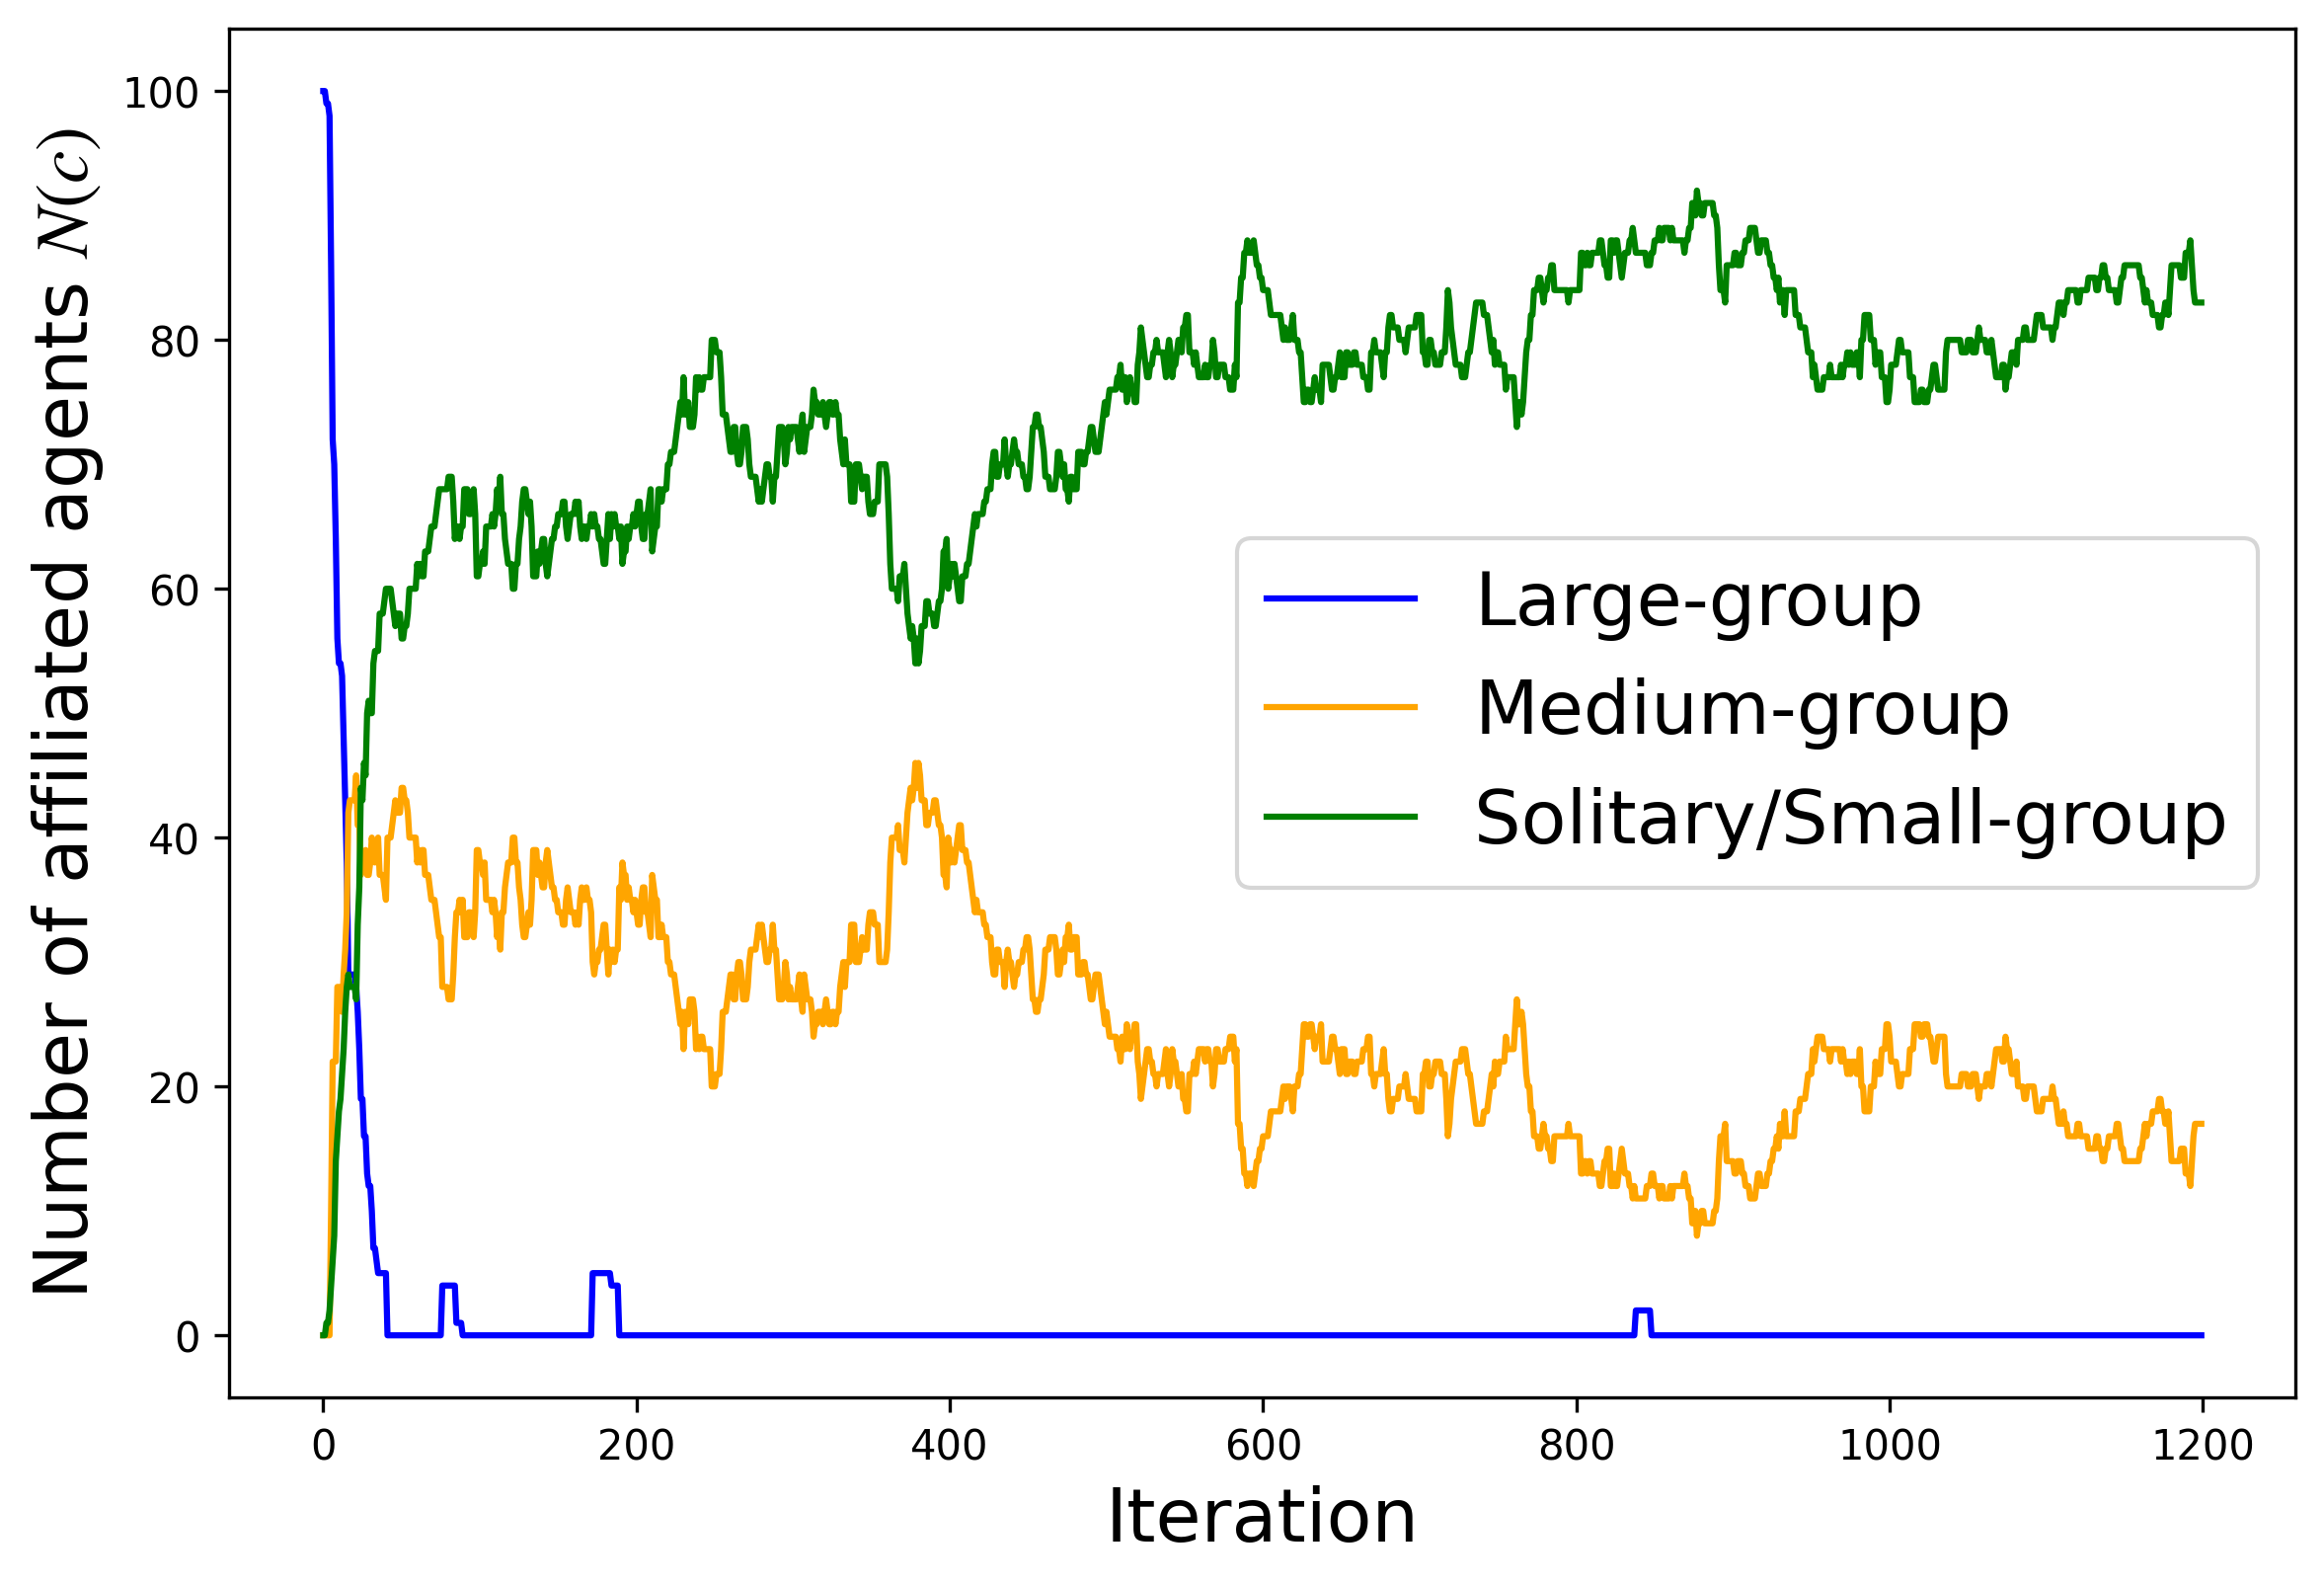 Number of affiliated agents N(c)
100
80
60
40
20
0
Large-group
Medium-group
Solitary/Small-group
0 200 400 600 800 1000 1200
Iteration